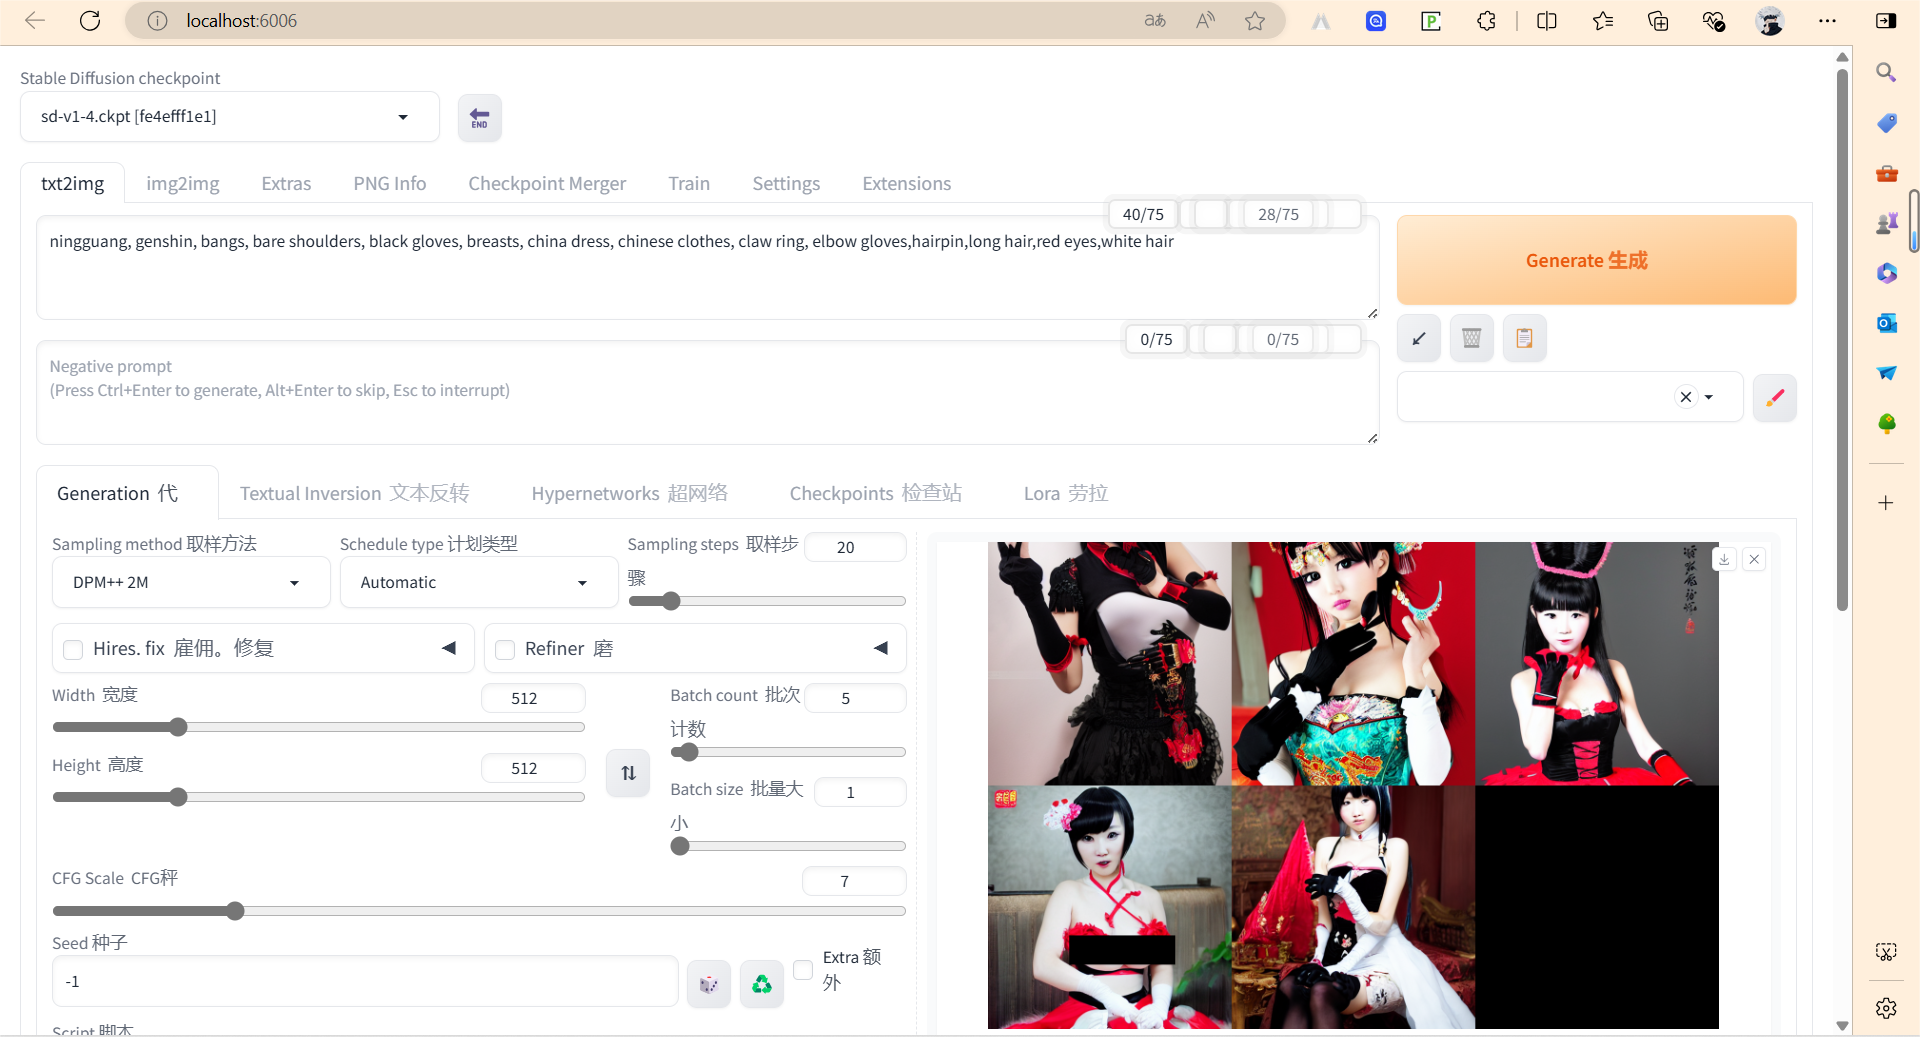 localhost:6006
Stable Diffusion checkpoint
sd-v1-4.ckpt [fe4efff1e1]
END
txt2img img2img Extras PNG Info Checkpoint Merger Train Settings Extensions
40/75 28/75
ningguang, genshin, bangs, bare shoulders, black gloves, breasts, china dress, chinese clothes, claw ring, elbow gloves,hairpin,long hair,red eyes,white hair
Generate 生成
0/75 0/75
Negative prompt
(Press Ctrl+Enter to generate, Alt+Enter to skip, Esc to interrupt)
Generation 代 Textual Inversion 文本反转 Hypernetworks 超网络 Checkpoints 检查站 Lora 劳拉
Sampling method 取样方法 Schedule type 计划类型 Sampling steps 取样步骤 20
DPM++ 2M Automatic
Hires. fix 雇佣。修复 Refiner 磨
Width 宽度 512 Batch count 批次计数 5
Height 高度 512 Batch size 批量大小 1
CFG Scale CFG秤 7
Seed 种子
-1
Extra 额外
Script 脚本